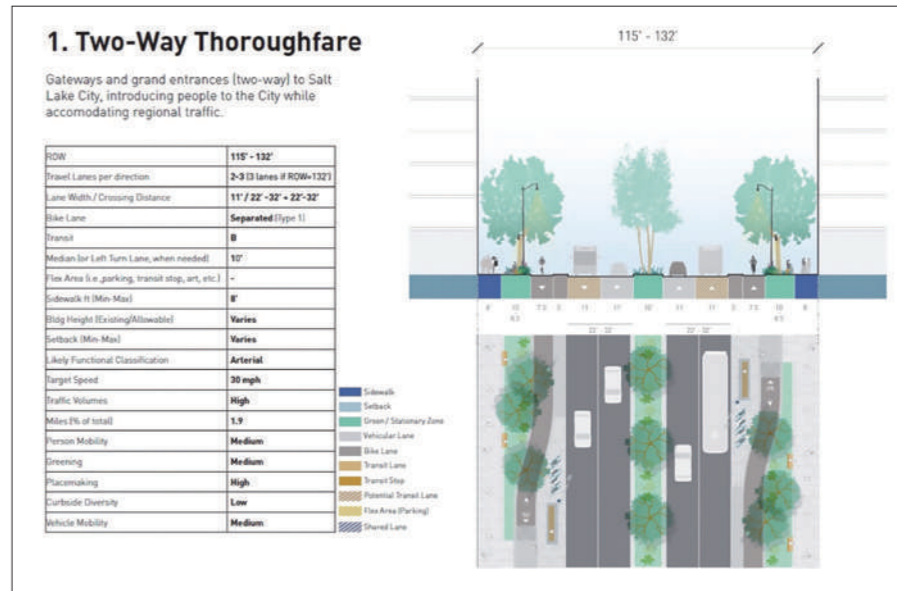 1. Two-Way Thoroughfare
Gateways and grand entrances (two-way) to Salt
Lake City, introducing people to the City while
accomodating regional traffic.
ROW 115' - 132'
Travel Lanes per direction 2-3 (3 lanes if ROW=132')
Lane Width / Crossing Distance 11' / 22' -32' + 22'-32'
Bike Lane Separated (Type 1)
Transit B
Median (or Left Turn Lane, when needed) 10'
Flex Area (i.e.,parking, transit stop, art, etc.) -
Sidewalk ft (Min-Max) 8'
Bldg Height (Existing/Allowable) Varies
Setback (Min-Max) Varies
Likely Functional Classification Arterial
Target Speed 30 mph
Traffic Volumes High
Miles (% of total) 1.9
Person Mobility Medium
Greening Medium
Placemaking High
Curbside Diversity Low
Vehicle Mobility Medium
Sidewalk
Setback
Green / Stationary Zone
Vehicular Lane
Bike Lane
Transit Lane
Transit Stop
Potential Transit Lane
Flex Area (Parking)
Shared Lane
115' - 132'
22' - 32' 22' - 32'